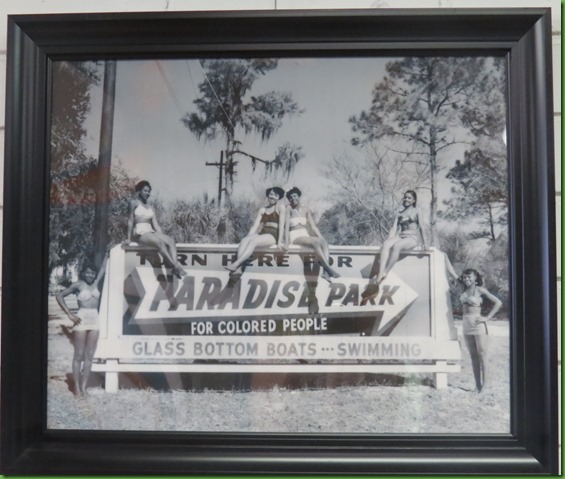 TURN HERE FOR
PARADISE PARK
FOR COLORED PEOPLE
GLASS BOTTOM BOATS ••• SWIMMING